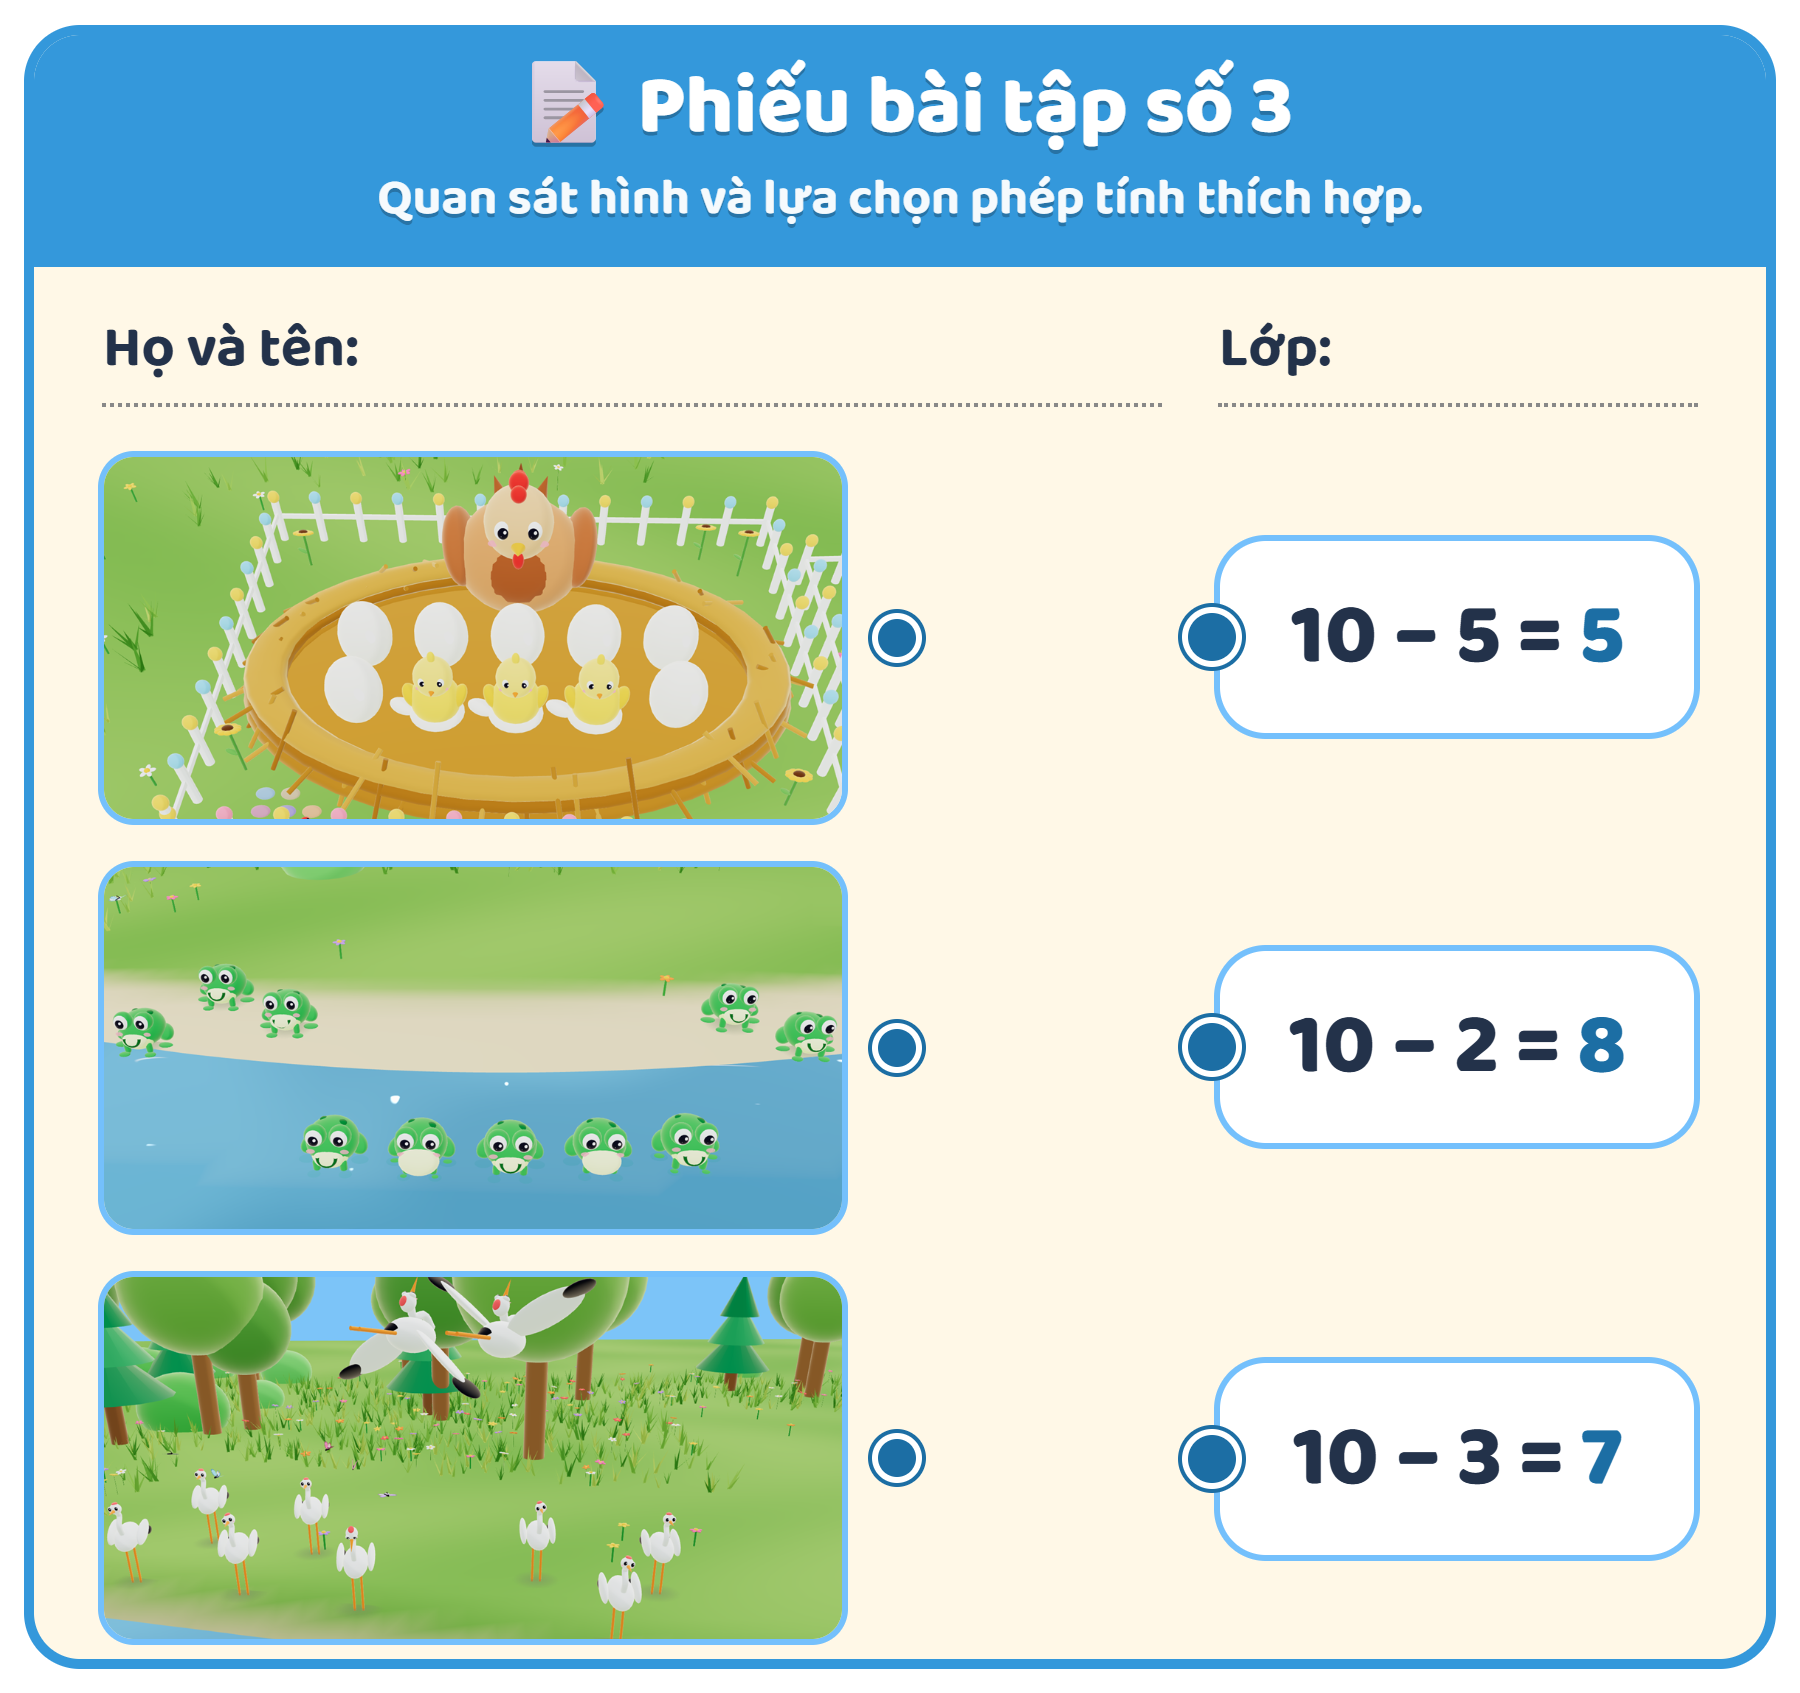 Phiếu bài tập số 3
Quan sát hình và lựa chọn phép tính thích hợp.
Họ và tên:
Lớp:
10 − 5 = 5
10 − 2 = 8
10 − 3 = 7